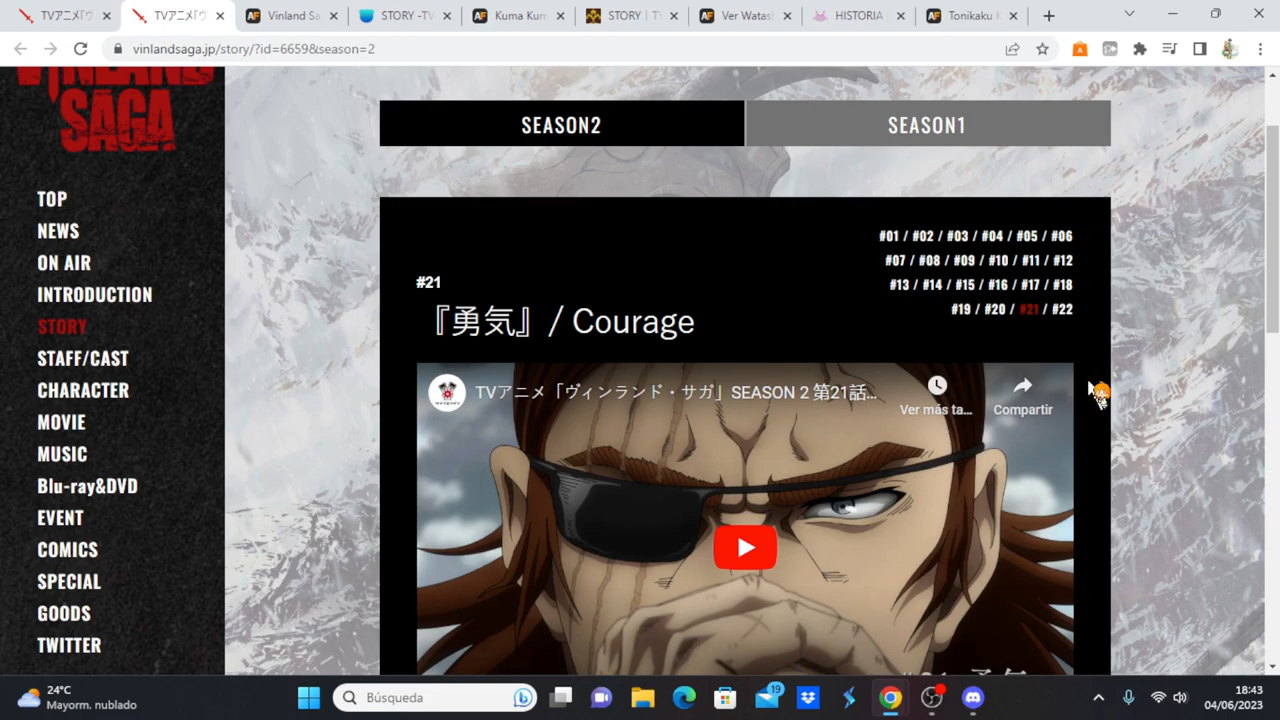 TVアニメ「ヴ
TVアニメ「ヴ
Vinland Sa
STORY -TV
Kuma Kum
STORY | T
Ver Watas
HISTORIA
Tonikaku
vinlandsaga.jp/story/?id=6659&season=2
VINLAND
SAGA
SEASON2
SEASON1
TOP
NEWS
ON AIR
INTRODUCTION
STORY
STAFF/CAST
CHARACTER
MOVIE
MUSIC
Blu-ray&DVD
EVENT
COMICS
SPECIAL
GOODS
TWITTER
#01 / #02 / #03 / #04 / #05 / #06
#07 / #08 / #09 / #10 / #11 / #12
#13 / #14 / #15 / #16 / #17 / #18
#19 / #20 / #21 / #22
#21
『勇気』 / Courage
TVアニメ「ヴィンランド・サガ」SEASON 2 第21話...
Ver más ta...
Compartir
24°C
Mayorm. nublado
Búsqueda
19
18:43
04/06/2023